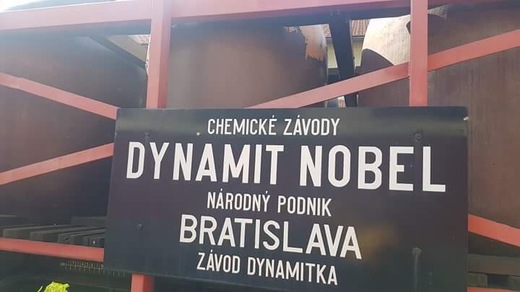 CHEMICKÉ ZÁVODY
DYNAMIT NOBEL
NÁRODNÝ PODNIK
BRATISLAVA
ZÁVOD DYNAMITKA